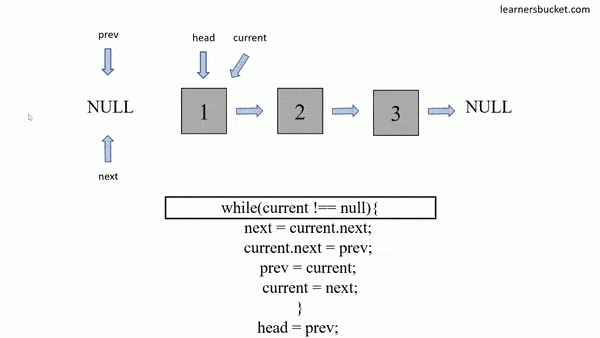 learnersbucket.com
prev
head
current
NULL
1
2
3
NULL
next
while(current !== null){
next = current.next;
current.next = prev;
prev = current;
current = next;
}
head = prev;